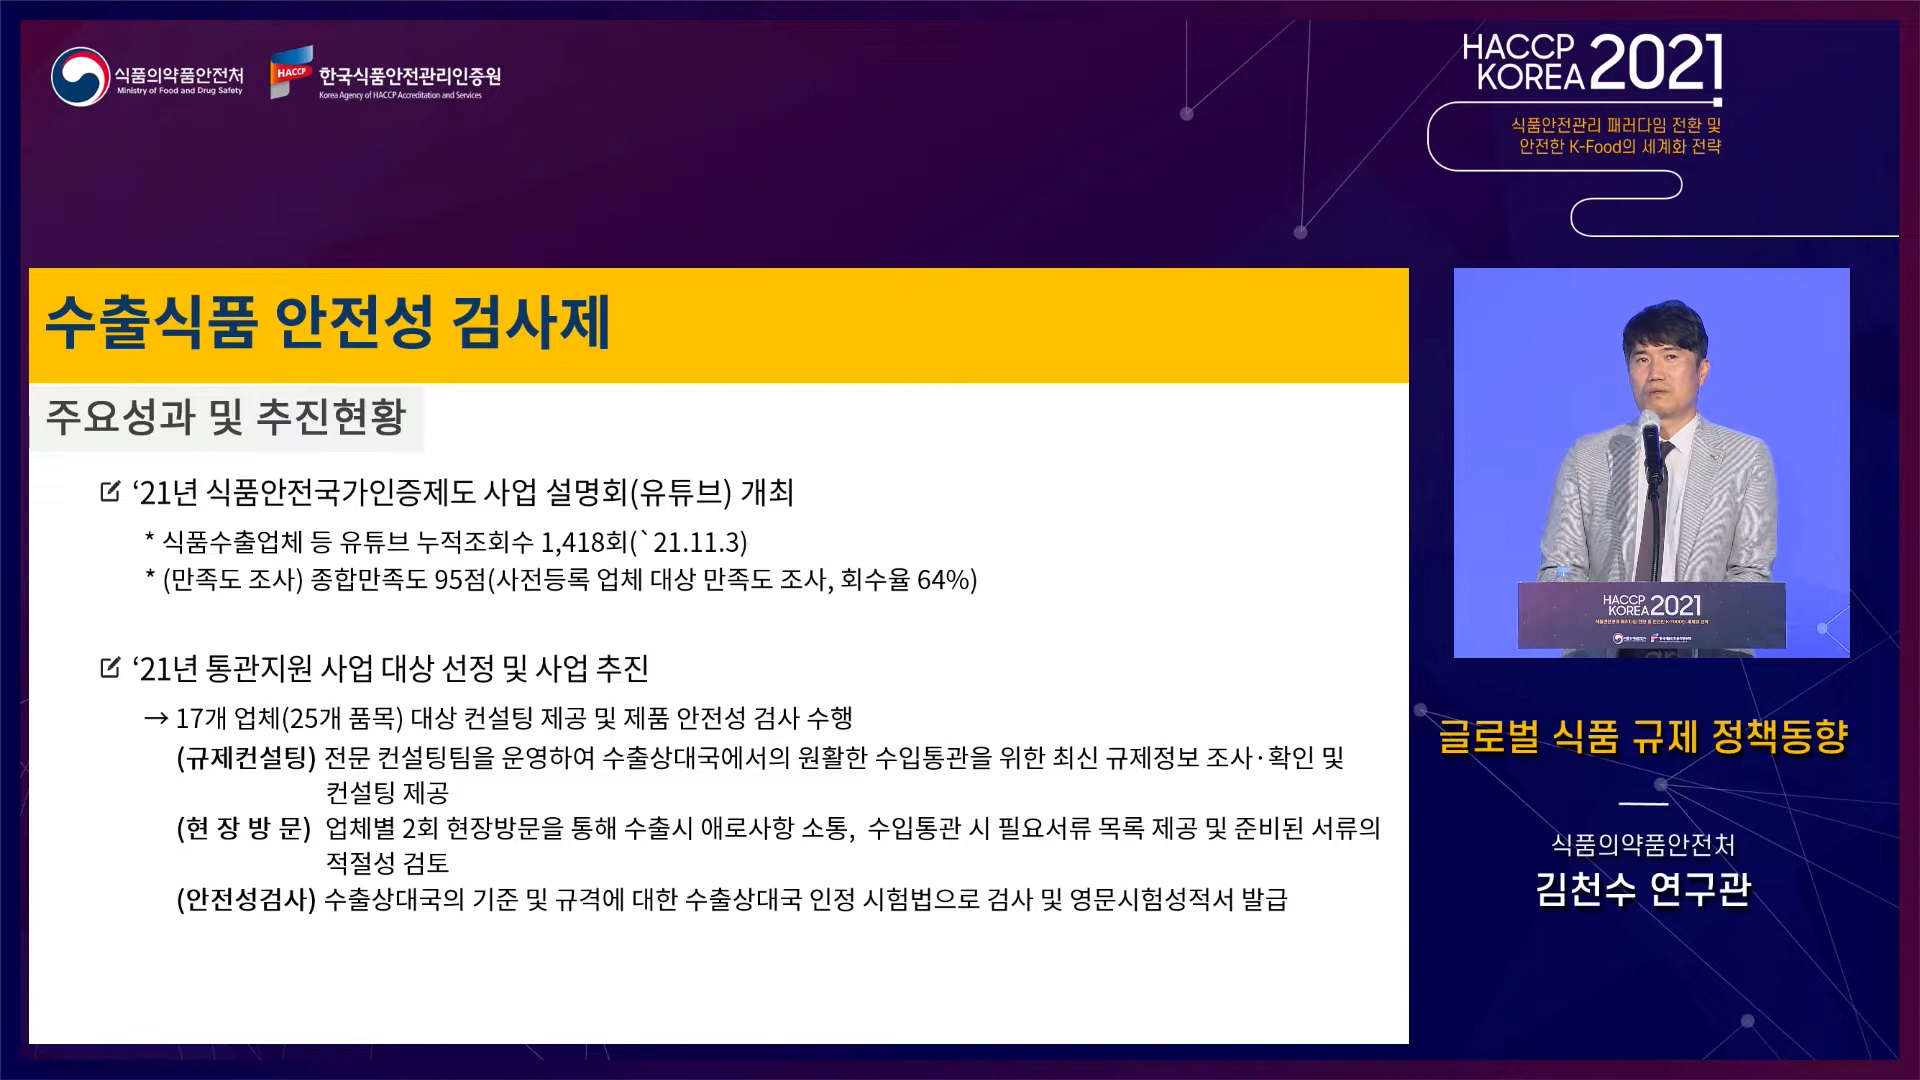 식품의약품안전처
Ministry of Food and Drug Safety
HACCP
한국식품안전관리인증원
Korea Agency of HACCP Accreditation and Services
HACCP
KOREA 2021
식품안전관리 패러다임 전환 및
안전한 K-Food의 세계화 전략
수출식품 안전성 검사제
주요성과 및 추진현황
‘21년 식품안전국가인증제도 사업 설명회(유튜브) 개최
* 식품수출업체 등 유튜브 누적조회수 1,418회(`21.11.3)
* (만족도 조사) 종합만족도 95점(사전등록 업체 대상 만족도 조사, 회수율 64%)
‘21년 통관지원 사업 대상 선정 및 사업 추진
→ 17개 업체(25개 품목) 대상 컨설팅 제공 및 제품 안전성 검사 수행
(규제컨설팅) 전문 컨설팅팀을 운영하여 수출상대국에서의 원활한 수입통관을 위한 최신 규제정보 조사·확인 및
컨설팅 제공
(현 장 방 문) 업체별 2회 현장방문을 통해 수출시 애로사항 소통, 수입통관 시 필요서류 목록 제공 및 준비된 서류의
적절성 검토
(안전성검사) 수출상대국의 기준 및 규격에 대한 수출상대국 인정 시험법으로 검사 및 영문시험성적서 발급
HACCP
KOREA 2021
글로벌 식품 규제 정책동향
식품의약품안전처
김천수 연구관